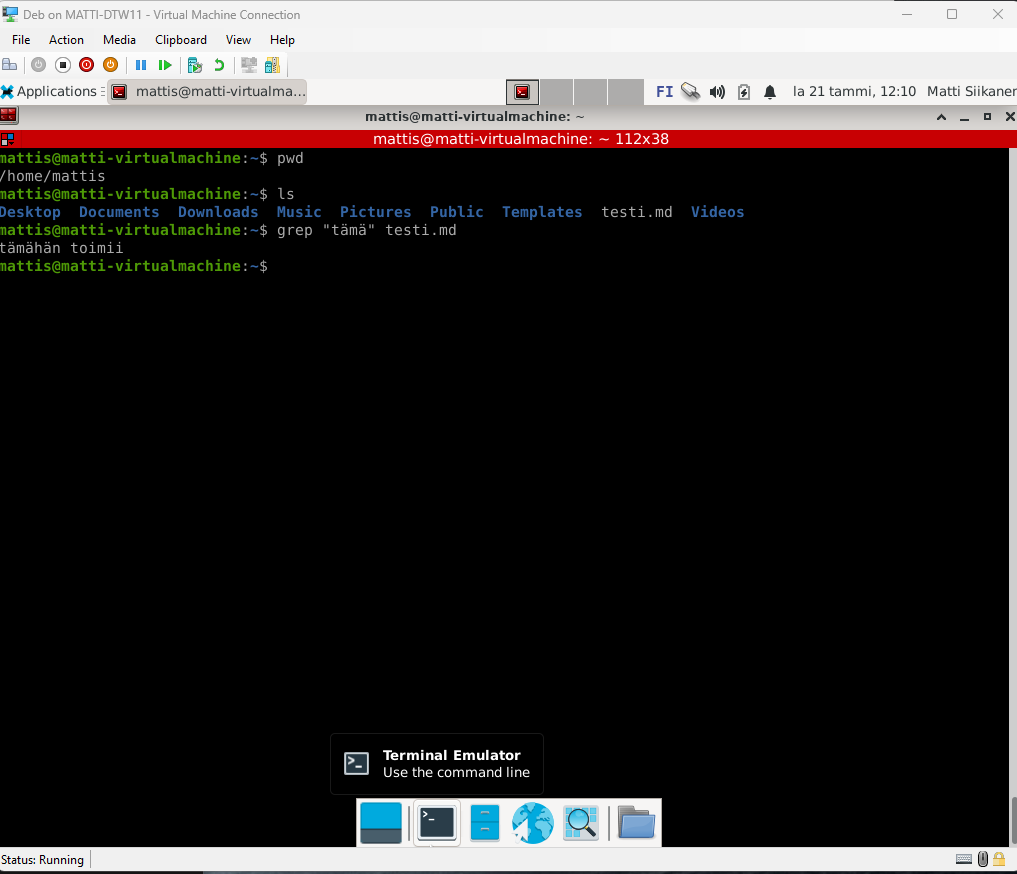 Deb on MATTI-DTW11 - Virtual Machine Connection
File Action Media Clipboard View Help
Applications mattis@matti-virtualma... FI la 21 tammi, 12:10 Matti Siikaner
mattis@matti-virtualmachine: ~
mattis@matti-virtualmachine: ~ 112x38
mattis@matti-virtualmachine:~$ pwd
/home/mattis
mattis@matti-virtualmachine:~$ ls
Desktop Documents Downloads Music Pictures Public Templates testi.md Videos
mattis@matti-virtualmachine:~$ grep "tämä" testi.md
tämähän toimii
mattis@matti-virtualmachine:~$
Terminal Emulator
Use the command line
Status: Running